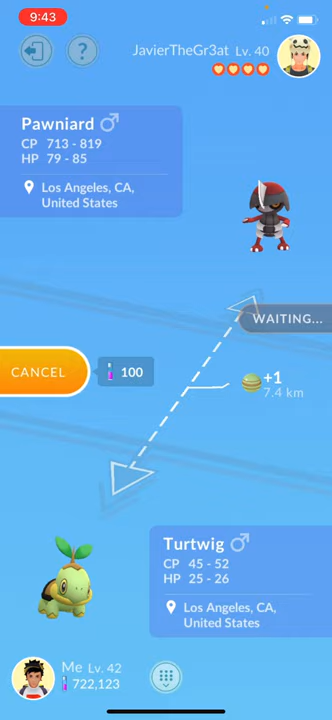 9:43
JavierTheGr3at Lv. 40
?
Pawniard ♂
CP 713 - 819
HP 79 - 85
Los Angeles, CA,
United States
WAITING...
CANCEL
100
+1
7.4 km
Turtwig ♂
CP 45 - 52
HP 25 - 26
Los Angeles, CA,
United States
Me Lv. 42
722,123